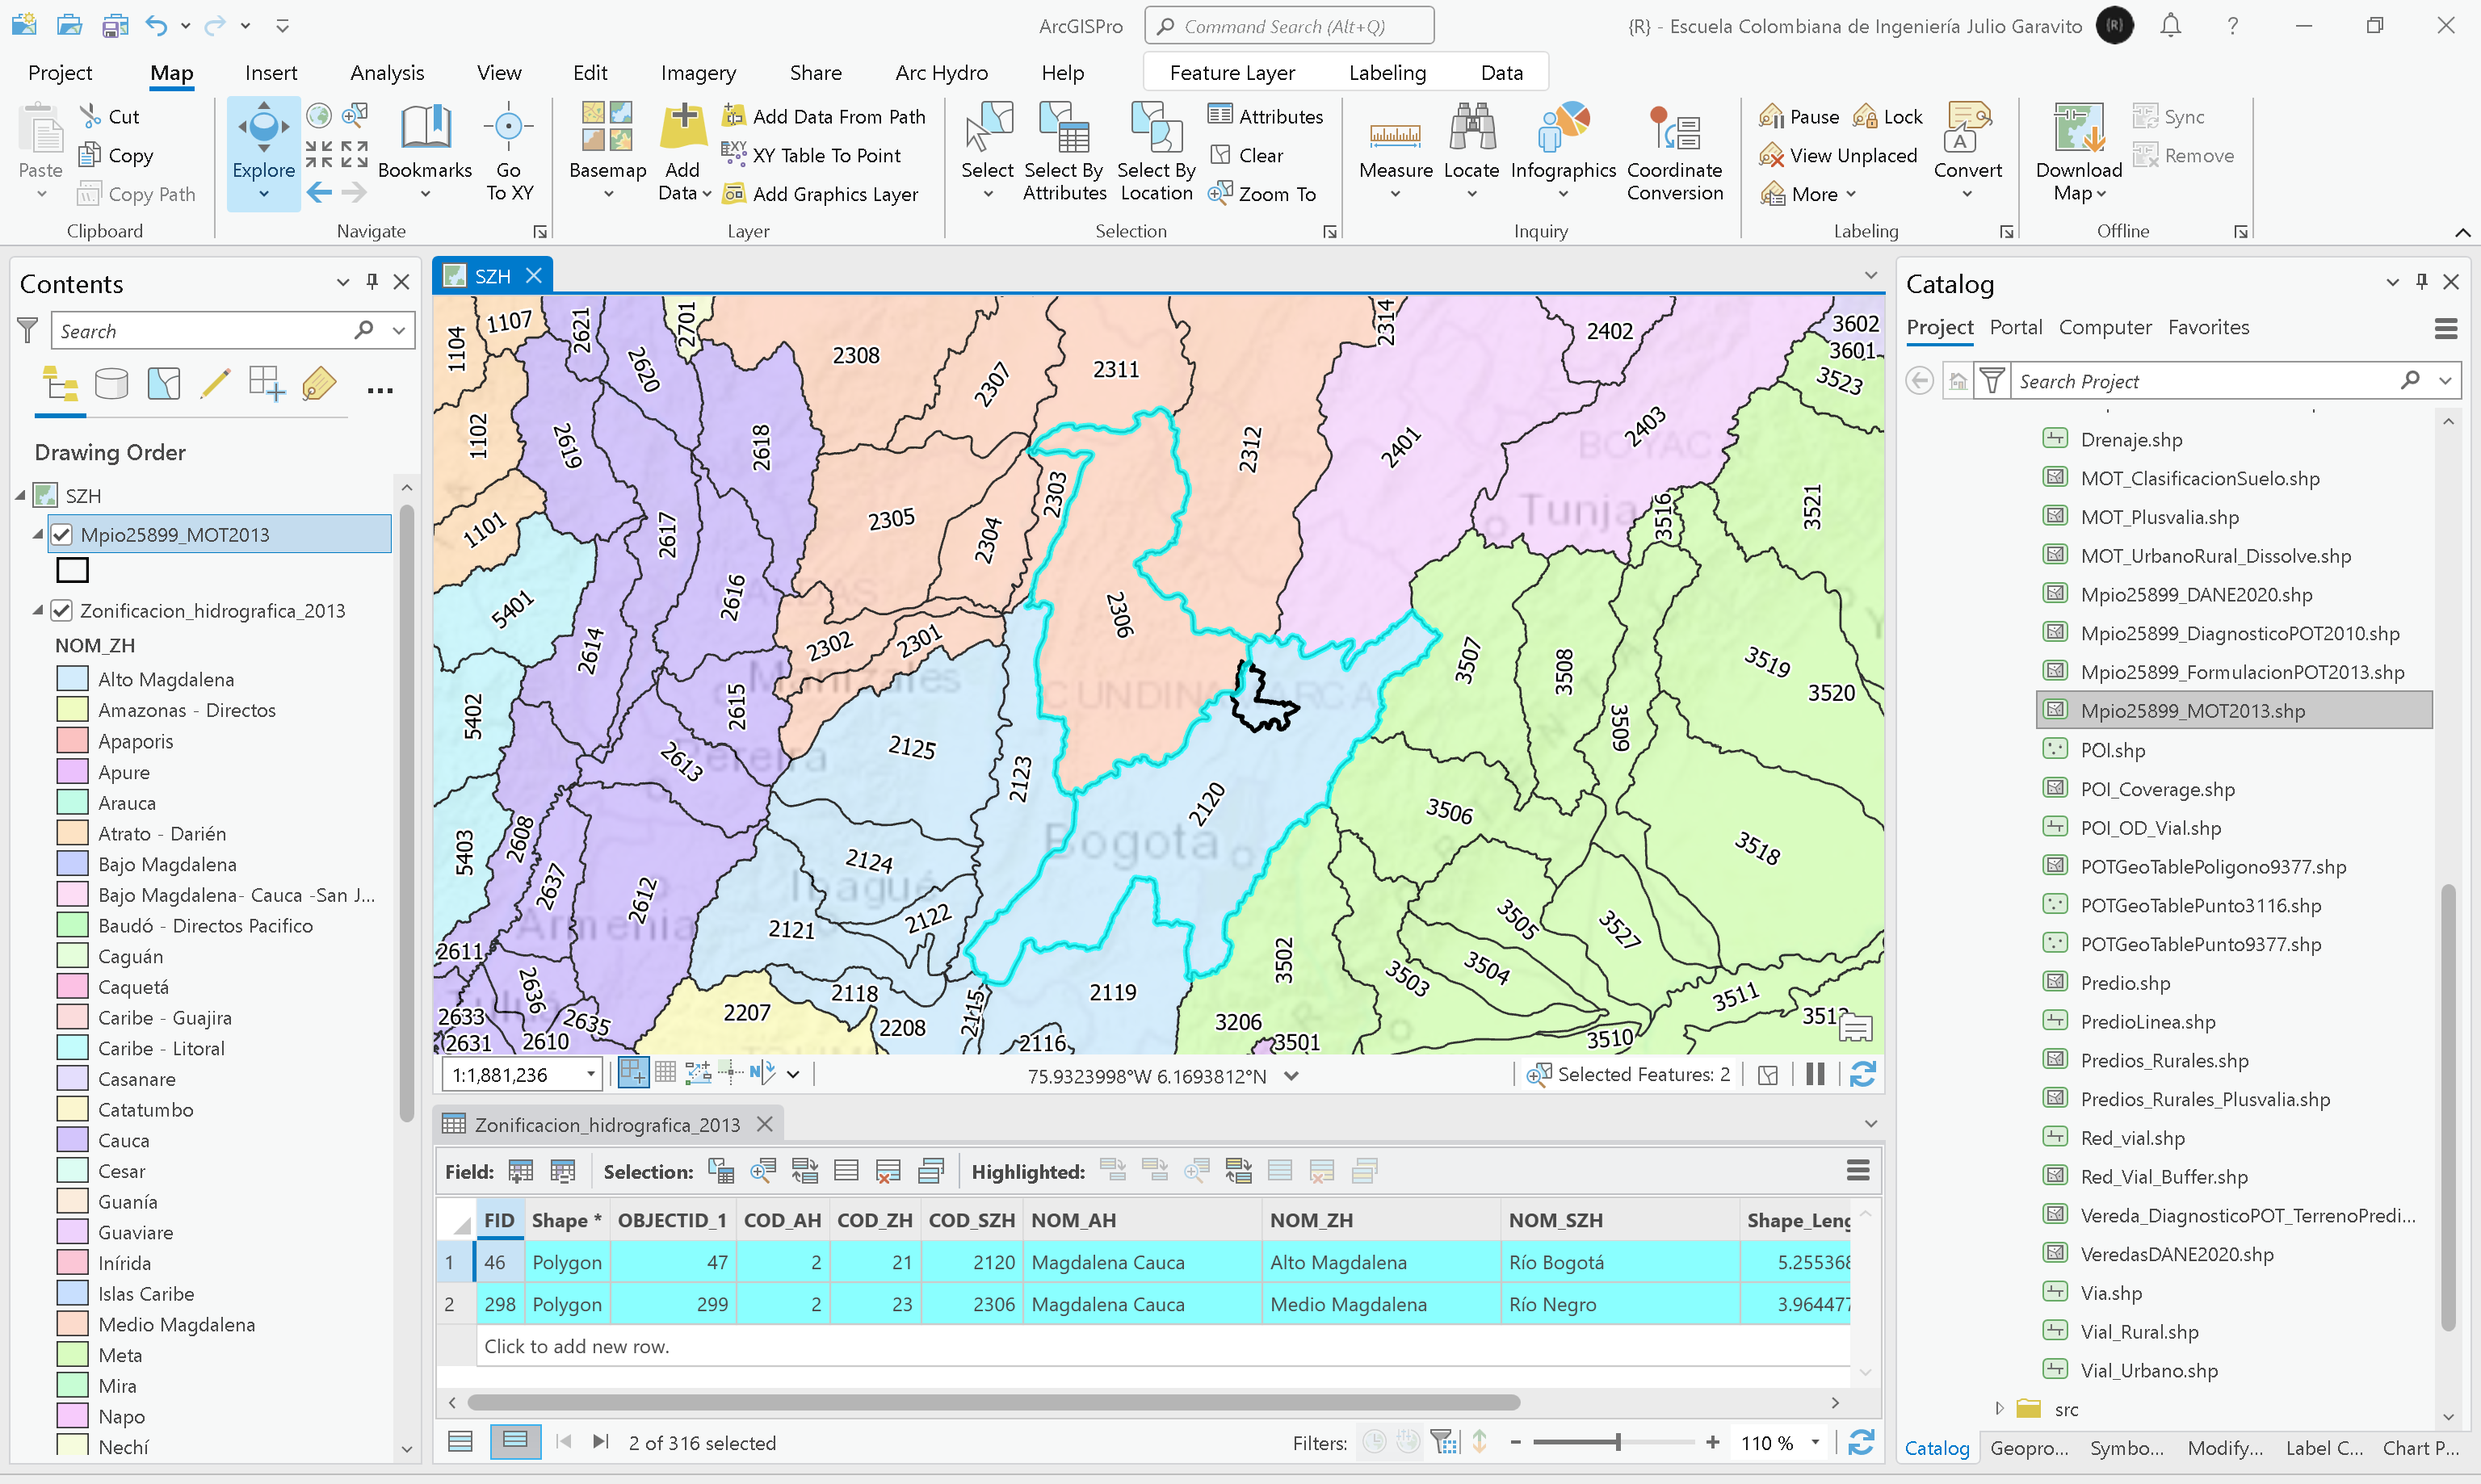 ArcGISPro
Command Search (Alt+Q)
{R} - Escuela Colombiana de Ingeniería Julio Garavito
{R}
Project Map Insert Analysis View Edit Imagery Share Arc Hydro Help Feature Layer Labeling Data
Paste
Cut
Copy
Copy Path
Clipboard
Explore
Bookmarks
Go To XY
Navigate
Basemap
Add Data
Add Data From Path
XY Table To Point
Add Graphics Layer
Layer
Select
Select By Attributes
Select By Location
Attributes
Clear
Zoom To
Selection
Measure
Locate
Infographics
Coordinate Conversion
Inquiry
Pause
Lock
View Unplaced
More
Convert
Labeling
Download Map
Sync
Remove
Offline
Contents
Search
Drawing Order
SZH
Mpio25899_MOT2013
Zonificacion_hidrografica_2013
NOM_ZH
Alto Magdalena
Amazonas - Directos
Apaporis
Apure
Arauca
Atrato - Darién
Bajo Magdalena
Bajo Magdalena- Cauca -San J...
Baudó - Directos Pacifico
Caguán
Caquetá
Caribe - Guajira
Caribe - Litoral
Casanare
Catatumbo
Cauca
Cesar
Guanía
Guaviare
Inírida
Islas Caribe
Medio Magdalena
Meta
Mira
Napo
Nechí
SZH
1104
1107
2621
2701
2620
2308
2307
2311
2314
2402
3602
3601
3523
1102
2619
2618
2312
2401
2403
1101
2617
2305
2304
2303
Tunja
3516
3521
5401
2616
2614
2302
2301
2306
3507
3508
3519
3520
Manizales
CUNDINAMARCA
5402
2615
2613
Pereira
2125
2123
3509
2120
3506
5403
2608
2637
2612
2124
Bogota
3518
Ibagué
Armenia
2121
2122
3505
3527
2611
2636
3502
3503
3504
2118
2115
2119
3511
2633
2635
2207
2208
3206
3512
2631
2610
2116
3501
3510
1:1,881,236
75.9323998°W 6.1693812°N
Selected Features: 2
Zonificacion_hidrografica_2013
Field: Selection: Highlighted:
FID Shape * OBJECTID_1 COD_AH COD_ZH COD_SZH NOM_AH NOM_ZH NOM_SZH Shape_Leng
1 46 Polygon 47 2 21 2120 Magdalena Cauca Alto Magdalena Río Bogotá 5.255368
2 298 Polygon 299 2 23 2306 Magdalena Cauca Medio Magdalena Río Negro 3.964477
Click to add new row.
2 of 316 selected
Filters:
110 %
Catalog
Project Portal Computer Favorites
Search Project
Drenaje.shp
MOT_ClasificacionSuelo.shp
MOT_Plusvalia.shp
MOT_UrbanoRural_Dissolve.shp
Mpio25899_DANE2020.shp
Mpio25899_DiagnosticoPOT2010.shp
Mpio25899_FormulacionPOT2013.shp
Mpio25899_MOT2013.shp
POI.shp
POI_Coverage.shp
POI_OD_Vial.shp
POTGeoTablePoligono9377.shp
POTGeoTablePunto3116.shp
POTGeoTablePunto9377.shp
Predio.shp
PredioLinea.shp
Predios_Rurales.shp
Predios_Rurales_Plusvalia.shp
Red_vial.shp
Red_Vial_Buffer.shp
Vereda_DiagnosticoPOT_TerrenoPredi...
VeredasDANE2020.shp
Via.shp
Vial_Rural.shp
Vial_Urbano.shp
src
Catalog Geopro... Symbo... Modify... Label C... Chart P...